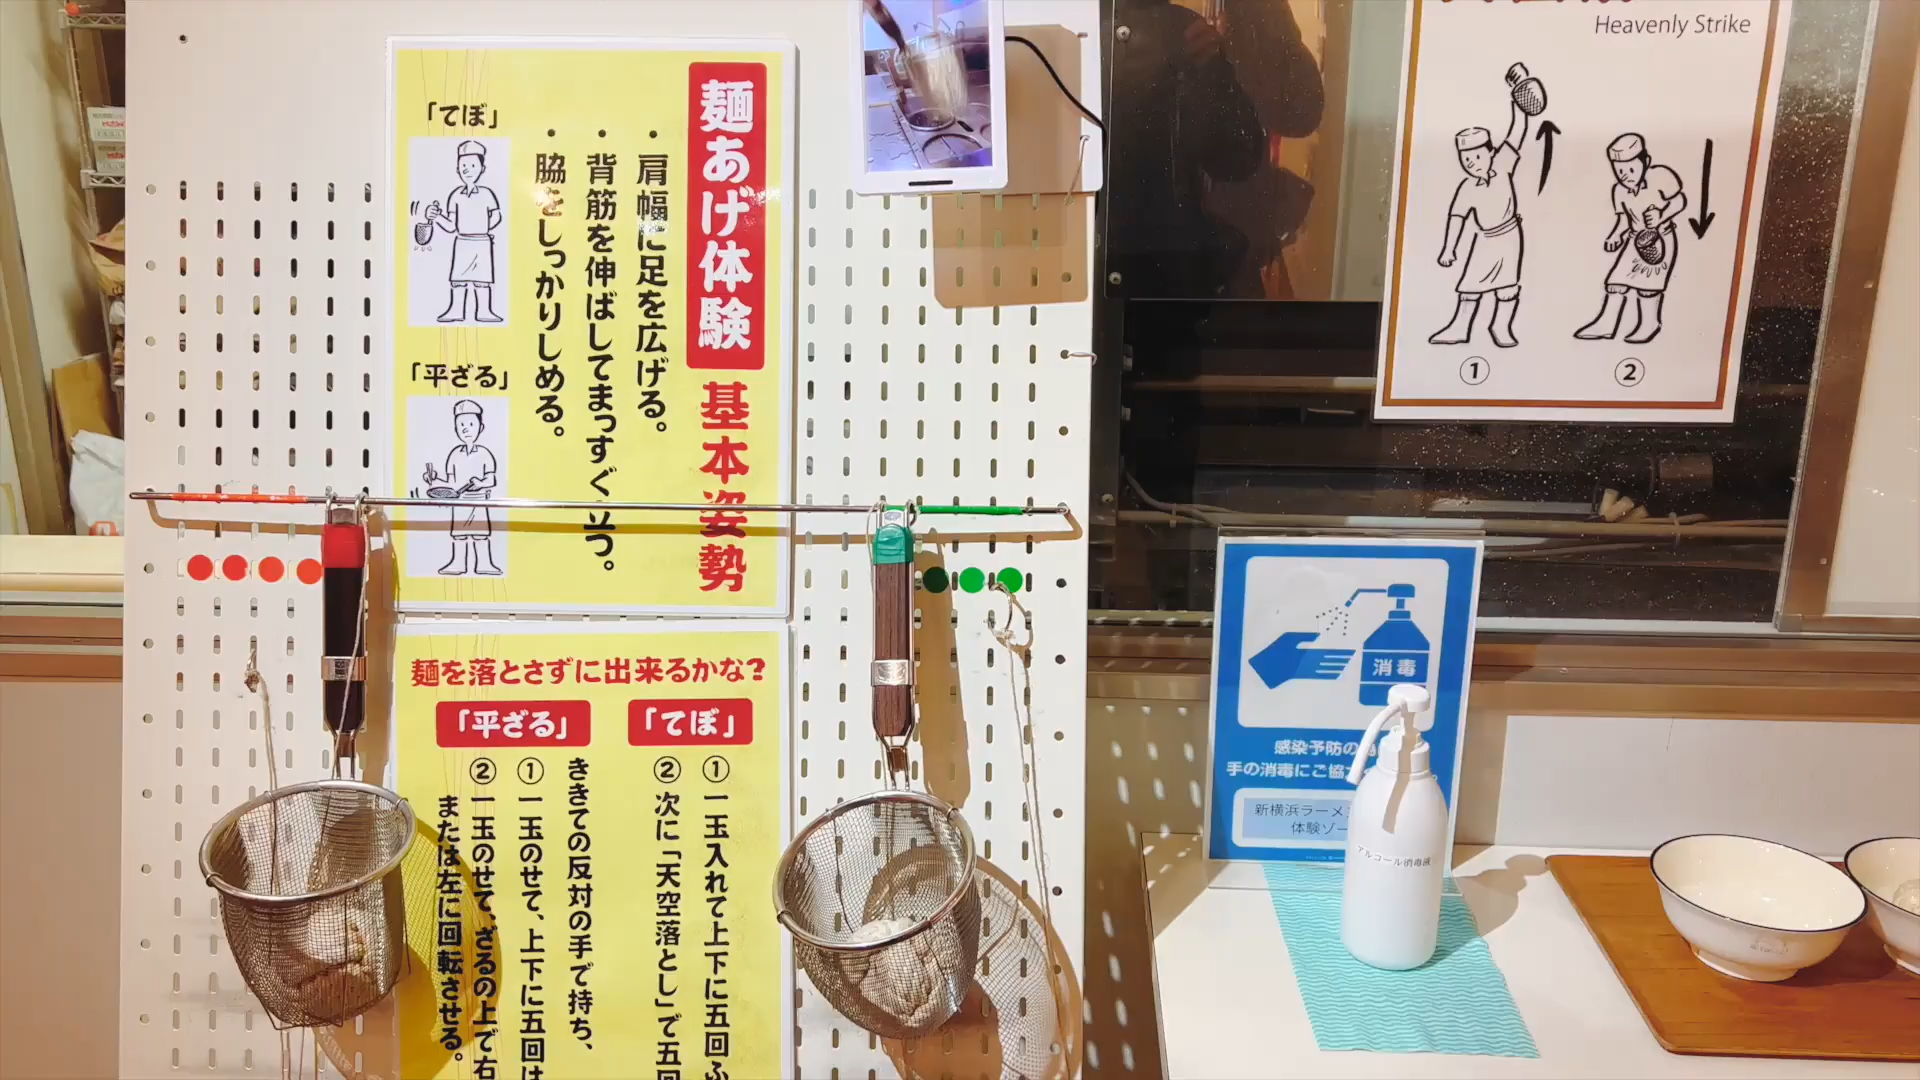 麺あげ体験 基本姿勢
・肩幅に足を広げる。
・背筋を伸ばしてまっすぐ立つ。
・脇をしっかりしめる。
「てぼ」
「平ざる」
麺を落とさずに出来るかな?
「てぼ」
① 一玉入れて上下に五回ふ
② 次に「天空落とし」で五回
「平ざる」
ききての反対の手で持ち、
① 一玉のせて、上下に五回は
② 一玉のせて、ざるの上で右
または左に回転させる。
Heavenly Strike
①
②
消毒
感染予防の
手の消毒にご協
新横浜ラーメ
体験ゾー
アルコール消毒液